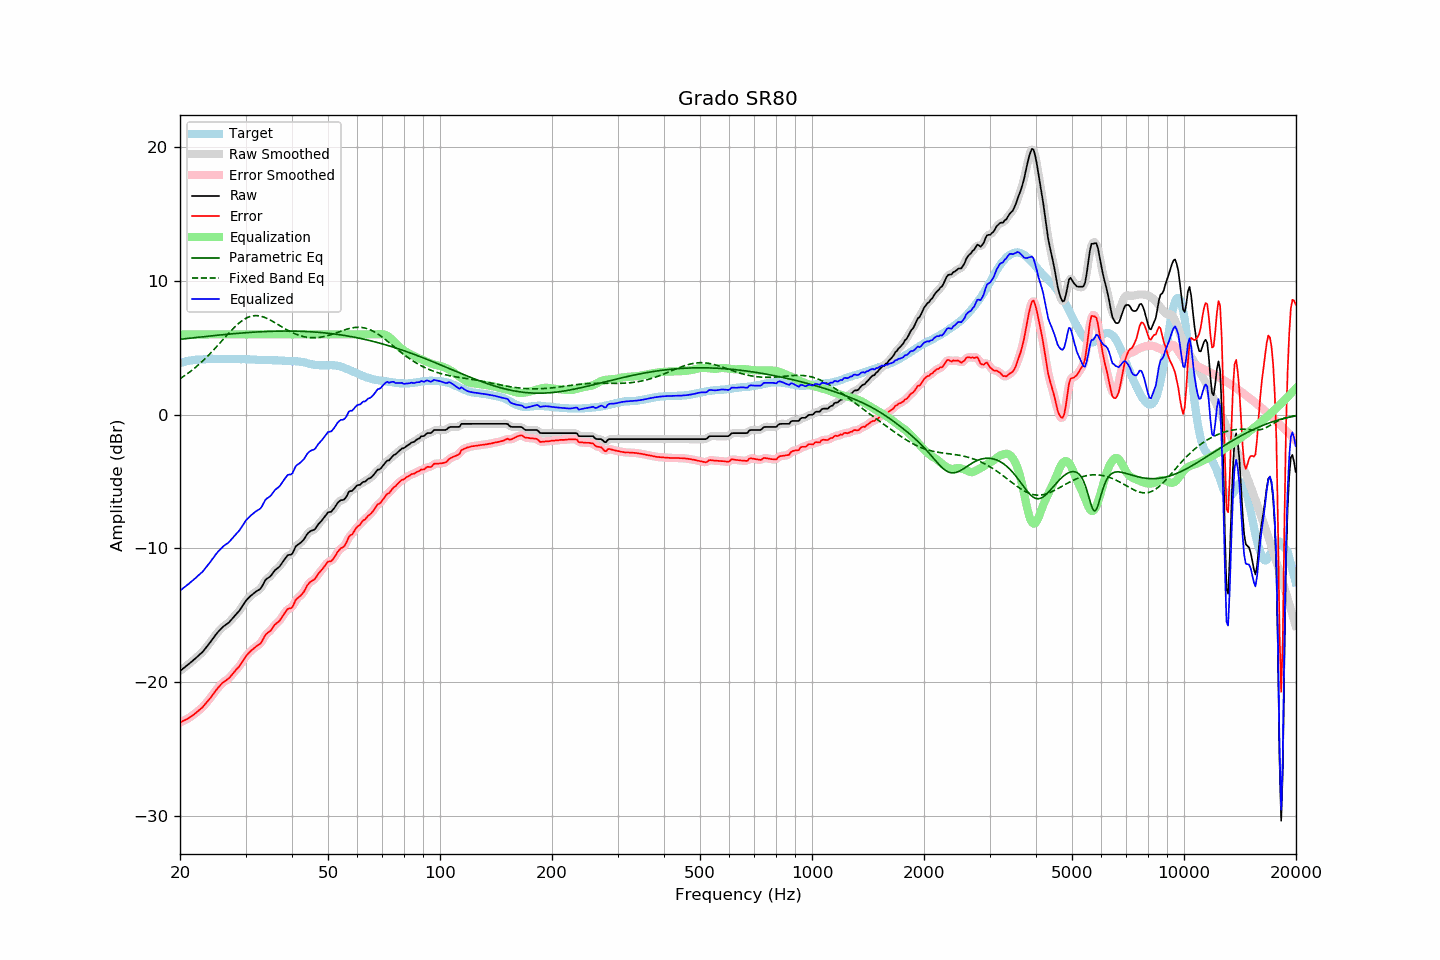 Grado SR80
Target
Raw Smoothed
Error Smoothed
Raw
Error
Equalization
Parametric Eq
Fixed Band Eq
Equalized
20
10
0
−10
−20
−30
Amplitude (dBr)
20 50 100 200 500 1000 2000 5000 10000 20000
Frequency (Hz)